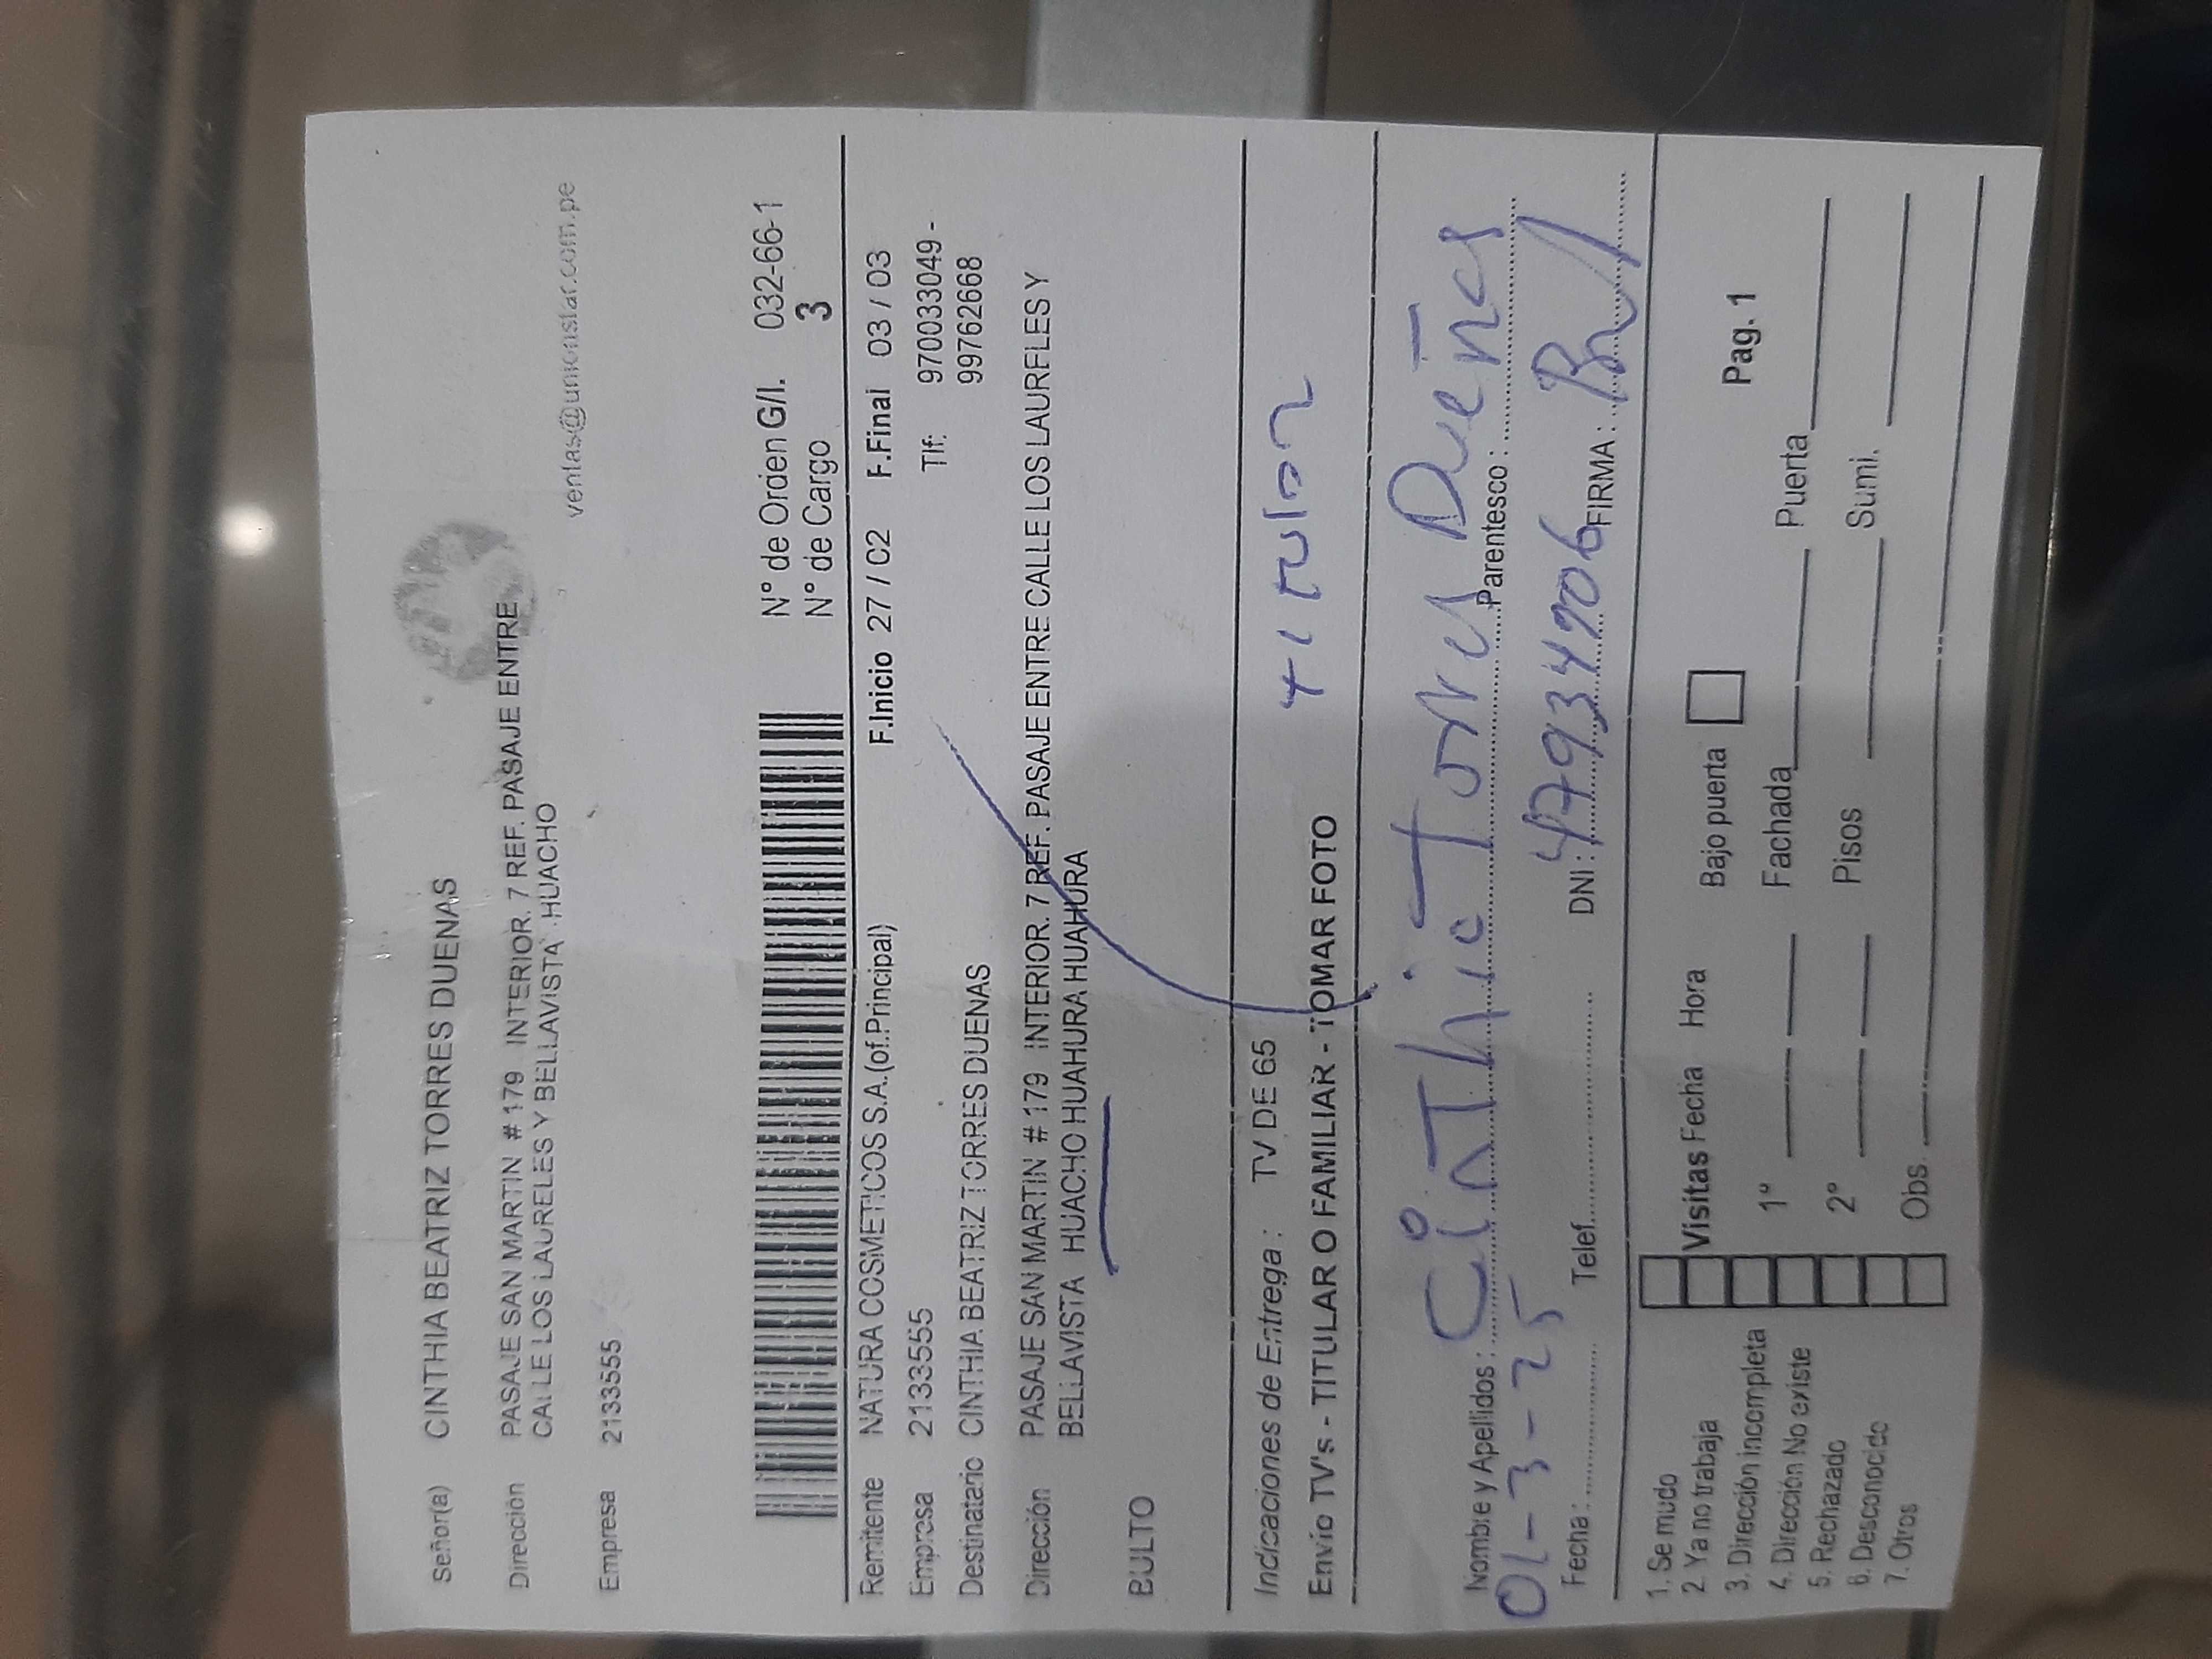 Señor(a) CINTHIA BEATRIZ TORRES DUENAS
Dirección PASAJE SAN MARTIN # 179 INTERIOR. 7 REF. PASAJE ENTRE
CALLE LOS LAURELES Y BELLAVISTA HUACHO
ventas@unionstar.com.pe
Empresa 2133555
N° de Orden G/I. 032-66-1
N° de Cargo 3
Remitente NATURA COSMETICOS S.A.(of.Principal) F.Inicio 27 / 02 F.Final 03 / 03
Empresa 2133555 Tlf: 970033049 -
Destinatario CINTHIA BEATRIZ TORRES DUENAS 99762668
Dirección PASAJE SAN MARTIN # 179 INTERIOR. 7 REF. PASAJE ENTRE CALLE LOS LAURELES Y
BELLAVISTA HUACHO HUAHURA HUAHURA
BULTO
Indicaciones de Entrega : TV DE 65
Envío TV's - TITULAR O FAMILIAR - TOMAR FOTO
Nombre y Apellidos : Cinthia Torres Dueñas Parentesco :
01-3-25
Fecha : Telef. DNI : 47934906 FIRMA :
1. Se mudo
2. Ya no trabaja Visitas Fecha Hora Bajo puerta Pag. 1
3. Dirección incompleta
4. Dirección No existe 1º Fachada Puerta
5. Rechazado
6. Desconocido 2º Pisos Sumi.
7. Otros Obs.